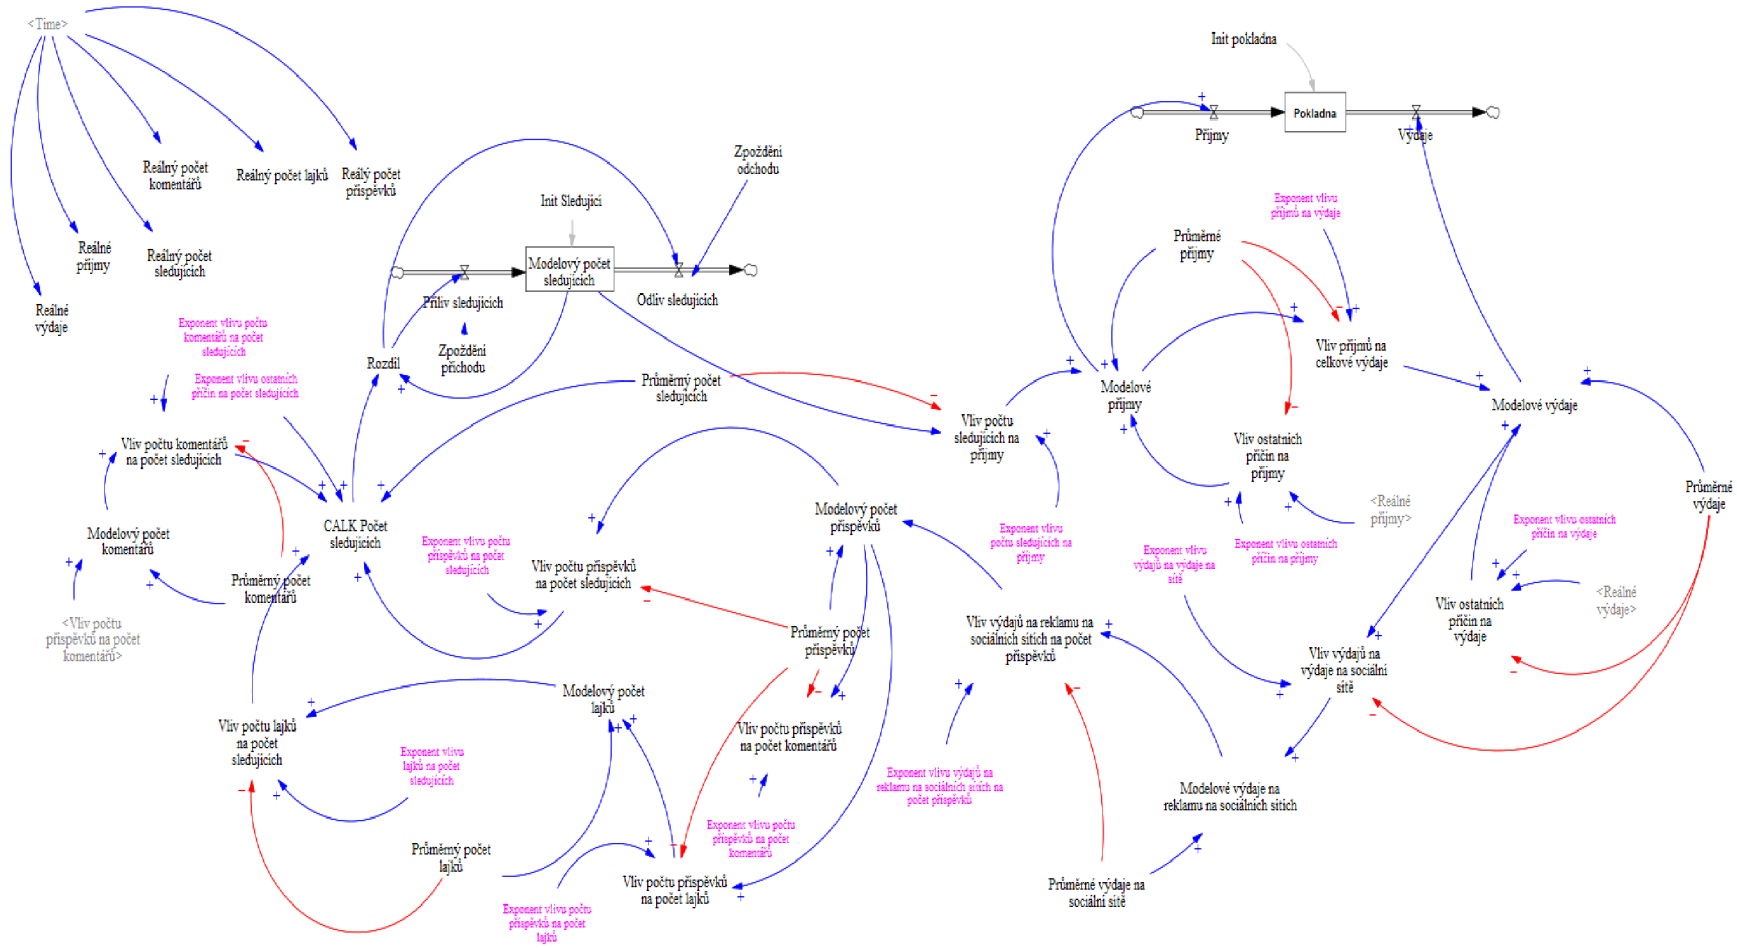 <Time>
Reálný počet
komentářů
Reálný počet lajků
Reálý počet
příspěvků
Reálné
příjmy
Reálný počet
sledujících
Reálné
výdaje
Init Sledující
Zpoždění
odchodu
Modelový počet
sledujících
Příliv sledujících
Odliv sledujících
Zpoždění
příchodu
Rozdíl
Exponent vlivu počtu
komentářů na počet
sledujících
Exponent vlivu ostatních
příčin na počet sledujících
Průměrný počet
sledujících
Vliv počtu komentářů
na počet sledujících
Modelový počet
komentářů
CALK Počet
sledujících
Průměrný počet
komentářů
<Vliv počtu
příspěvků na počet
komentářů>
Exponent vlivu počtu
příspěvků na počet
sledujících
Vliv počtu příspěvků
na počet sledujících
Modelový počet
příspěvků
Průměrný počet
příspěvků
Modelový počet
lajků
Vliv počtu lajků
na počet
sledujících
Exponent vlivu
lajků na počet
sledujících
Vliv počtu příspěvků
na počet komentářů
Exponent vlivu počtu
příspěvků na počet
komentářů
Průměrný počet
lajků
Vliv počtu příspěvků
na počet lajků
Exponent vlivu počtu
příspěvků na počet
lajků
Init pokladna
Příjmy
Pokladna
Výdaje
Exponent vlivu
příjmů na výdaje
Průměrné
příjmy
Vliv příjmů na
celkové výdaje
Modelové
příjmy
Modelové výdaje
Vliv počtu
sledujících na
příjmy
Vliv ostatních
příčin na
příjmy
<Reálné
příjmy>
Průměrné
výdaje
Exponent vlivu
počtu sledujících na
příjmy
Exponent vlivu ostatních
příčin na příjmy
Exponent vlivu
výdajů na výdaje na
sítě
Exponent vlivu ostatních
příčin na výdaje
Vliv ostatních
příčin na
výdaje
<Reálné
výdaje>
Vliv výdajů na reklamu na
sociálních sítích na počet
příspěvků
Vliv výdajů na
výdaje na sociální
sítě
Exponent vlivu výdajů na
reklamu na sociálních sítích na
počet příspěvků
Modelové výdaje na
reklamu na sociálních sítích
Průměrné výdaje na
sociální sítě